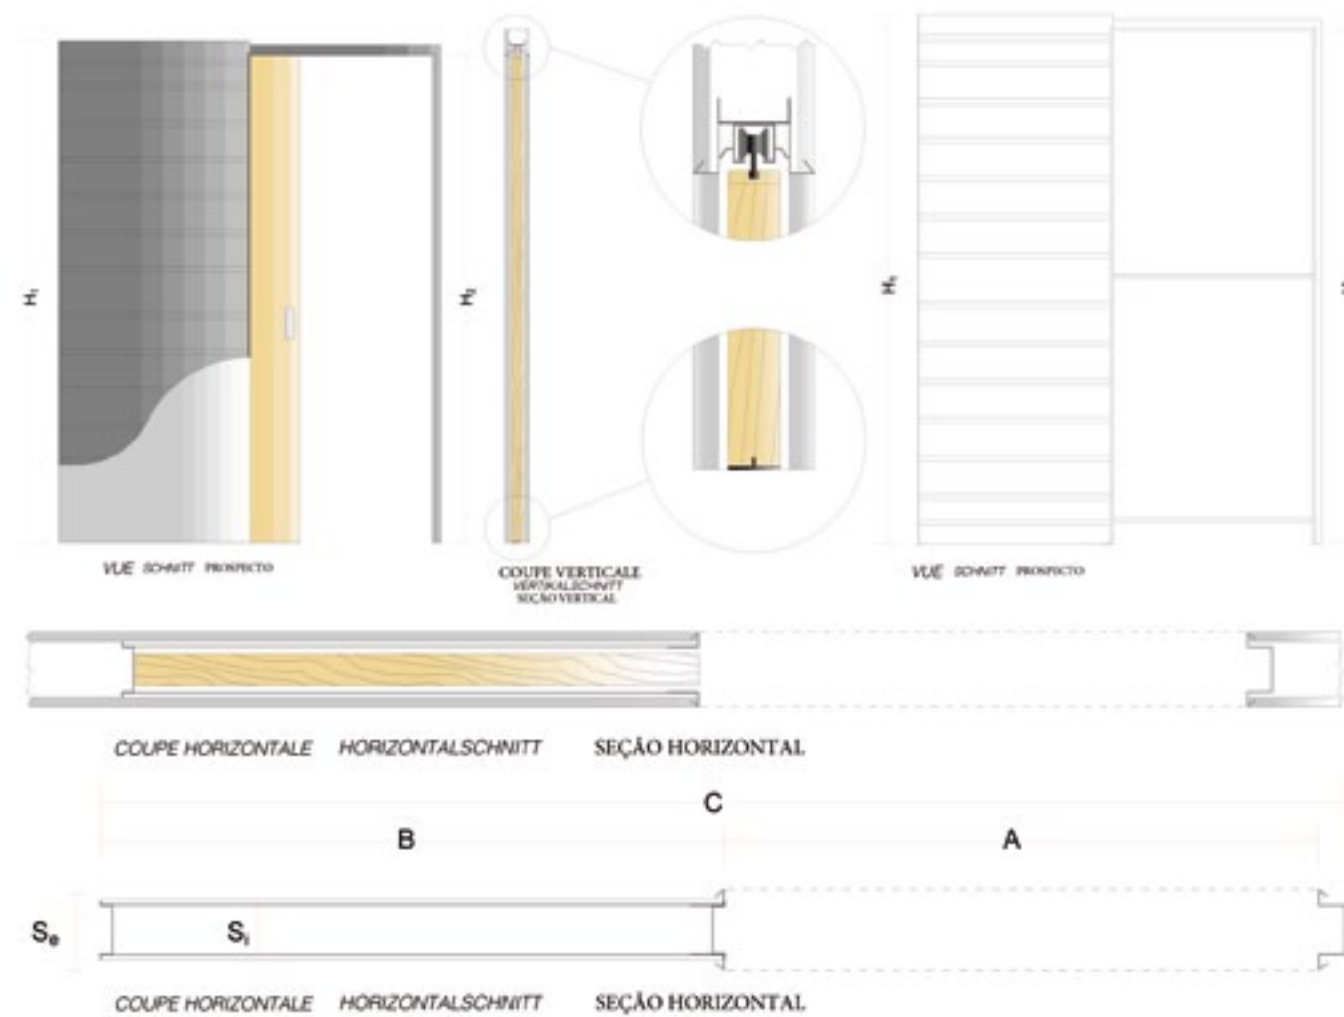 H₁
H₂
H₁
VUE SCHNITT PROSPECTO
COUPE VERTICALE
VERTIKALSCHNITT
SEÇÃO VERTICAL
VUE SCHNITT PROSPECTO
COUPE HORIZONTALE HORIZONTALSCHNITT SEÇÃO HORIZONTAL
C
B A
Sₑ Sᵢ
COUPE HORIZONTALE HORIZONTALSCHNITT SEÇÃO HORIZONTAL